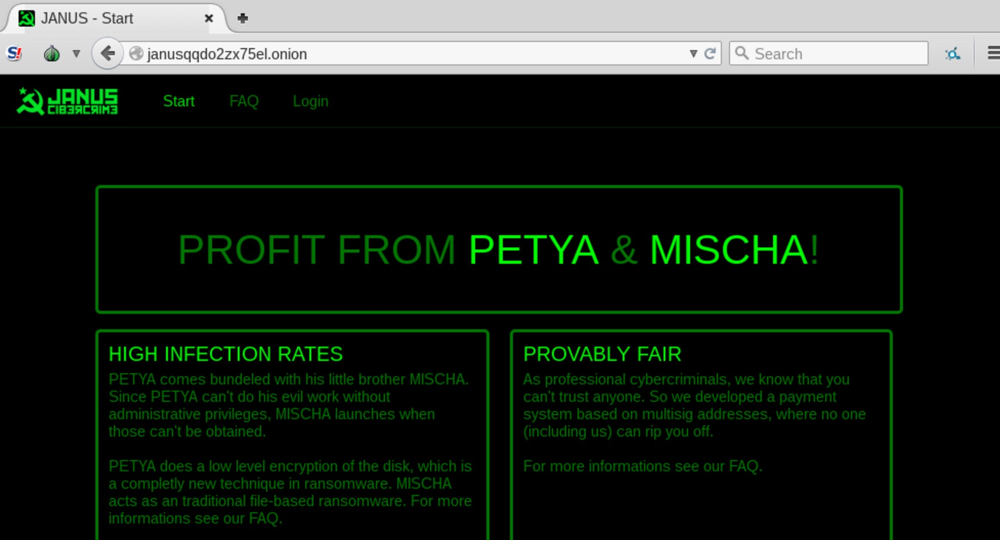 JANUS - Start
S!
janusqqdo2zx75el.onion
Search
JANUS
CIBERCRIME
Start FAQ Login
PROFIT FROM PETYA & MISCHA!
HIGH INFECTION RATES
PETYA comes bundeled with his little brother MISCHA.
Since PETYA can't do his evil work without
administrative privileges, MISCHA launches when
those can't be obtained.
PETYA does a low level encryption of the disk, which is
a completly new technique in ransomware. MISCHA
acts as an traditional file-based ransomware. For more
informations see our FAQ.
PROVABLY FAIR
As professional cybercriminals, we know that you
can't trust anyone. So we developed a payment
system based on multisig addresses, where no one
(including us) can rip you off.
For more informations see our FAQ.